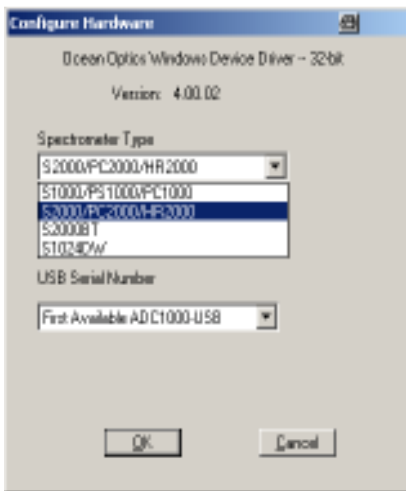 Configure Hardware
Ocean Optics Windows Device Driver -- 32-bit
Version: 4.00.02
Spectrometer Type
S2000/PC2000/HR2000
S1000/PS1000/PC1000
S2000/PC2000/HR2000
S2000BT
S1024DW
USB Serial Number
First Available ADC1000-USB
OK
Cancel